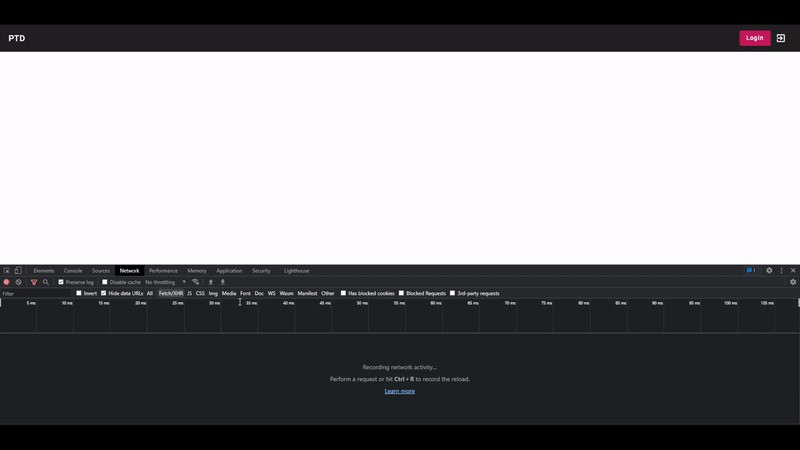 PTD
Login
Elements Console Sources Network Performance Memory Application Security Lighthouse 1
Preserve log Disable cache No throttling
Filter Invert Hide data URLs All Fetch/XHR JS CSS Img Media Font Doc WS Wasm Manifest Other Has blocked cookies Blocked Requests 3rd-party requests
5 ms 10 ms 15 ms 20 ms 25 ms 30 ms 35 ms 40 ms 45 ms 50 ms 55 ms 60 ms 65 ms 70 ms 75 ms 80 ms 85 ms 90 ms 95 ms 100 ms 105 ms
Recording network activity...
Perform a request or hit Ctrl + R to record the reload.
Learn more